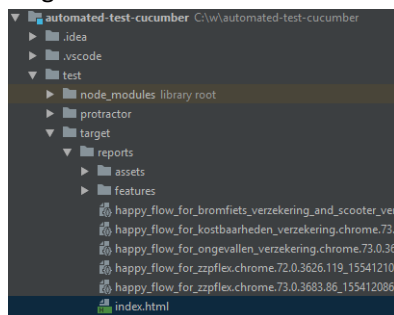 automated-test-cucumber C:\w\automated-test-cucumber
.idea
.vscode
test
node_modules library root
protractor
target
reports
assets
features
happy_flow_for_bromfiets_verzekering_and_scooter_ver
happy_flow_for_kostbaarheden_verzekering.chrome.73.
happy_flow_for_ongevallen_verzekering.chrome.73.0.36
happy_flow_for_zzpflex.chrome.72.0.3626.119_15541210
happy_flow_for_zzpflex.chrome.73.0.3683.86_155412086
index.html